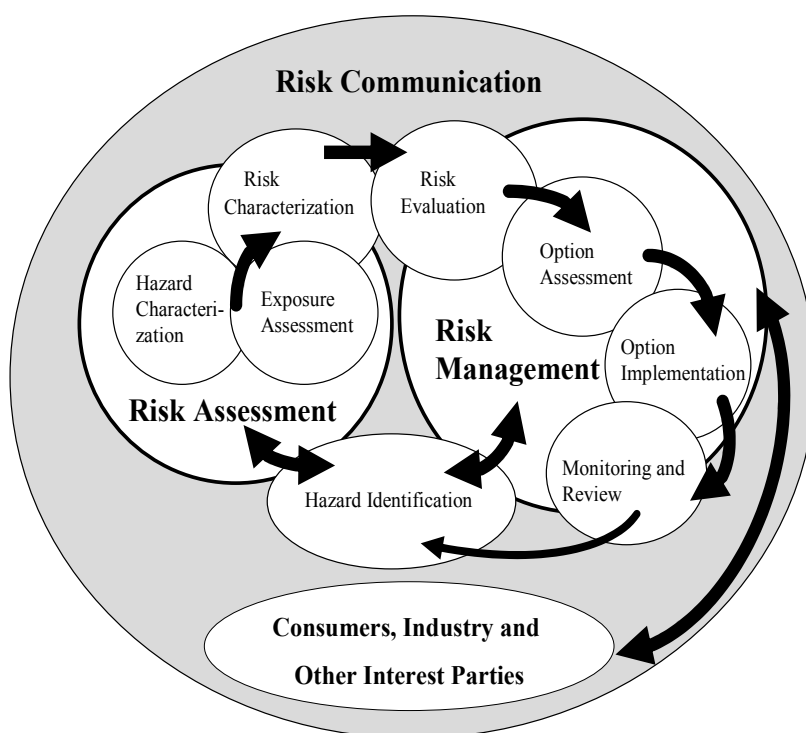 Risk Communication
Risk
Characterization
Risk
Evaluation
Option
Assessment
Hazard
Characteri-
zation
Exposure
Assessment
Risk
Management
Option
Implementation
Risk Assessment
Monitoring and
Review
Hazard Identification
Consumers, Industry and
Other Interest Parties